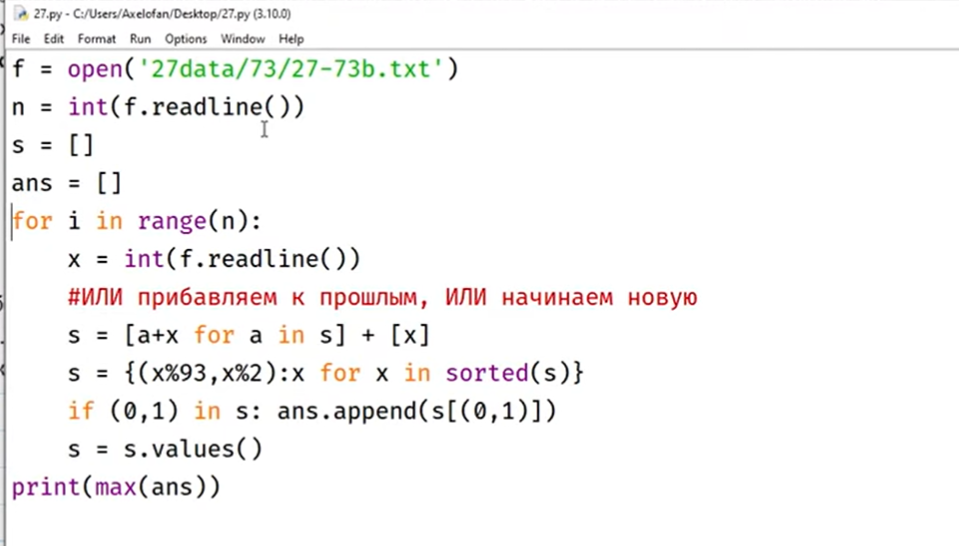 27.py - C:/Users/Axelofan/Desktop/27.py (3.10.0)
File Edit Format Run Options Window Help
f = open('27data/73/27-73b.txt')
n = int(f.readline())
s = []
ans = []
for i in range(n):
    x = int(f.readline())
    #ИЛИ прибавляем к прошлым, ИЛИ начинаем новую
    s = [a+x for a in s] + [x]
    s = {(x%93,x%2):x for x in sorted(s)}
    if (0,1) in s: ans.append(s[(0,1)])
    s = s.values()
print(max(ans))